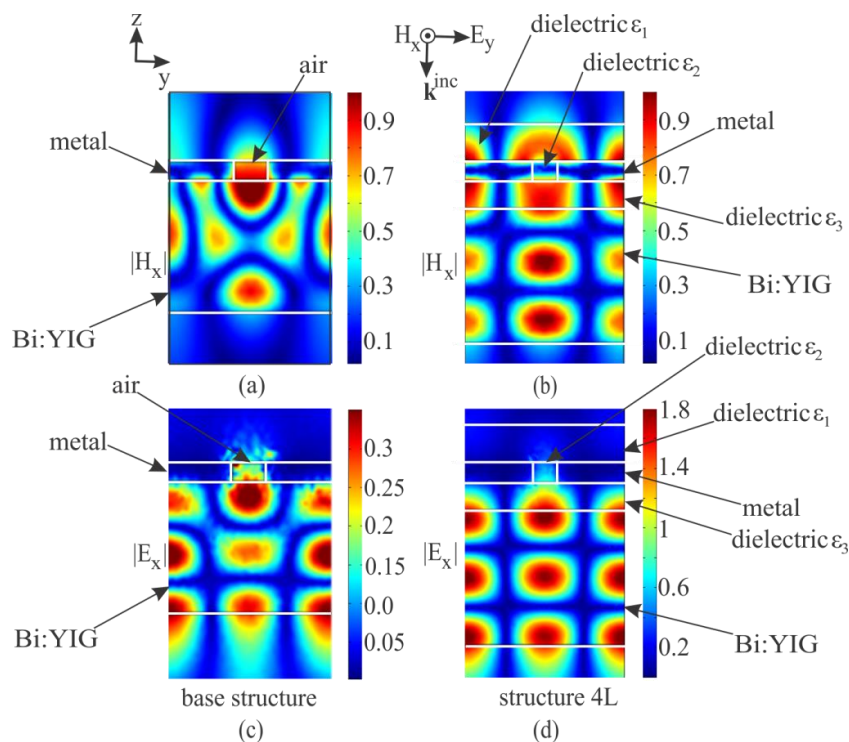 z
y
(a)
air
metal
|Hₓ|
Bi:YIG
0.9
0.7
0.5
0.3
0.1
Hₓ
E_y
k^inc
(b)
dielectric ε₁
dielectric ε₂
metal
dielectric ε₃
|Hₓ|
Bi:YIG
0.9
0.7
0.5
0.3
0.1
(a)
(b)
air
metal
|Eₓ|
Bi:YIG
0.3
0.25
0.2
0.15
0.0
0.05
base structure
(c)
dielectric ε₂
dielectric ε₁
metal
dielectric ε₃
|Eₓ|
Bi:YIG
1.8
1.4
1
0.6
0.2
structure 4L
(d)